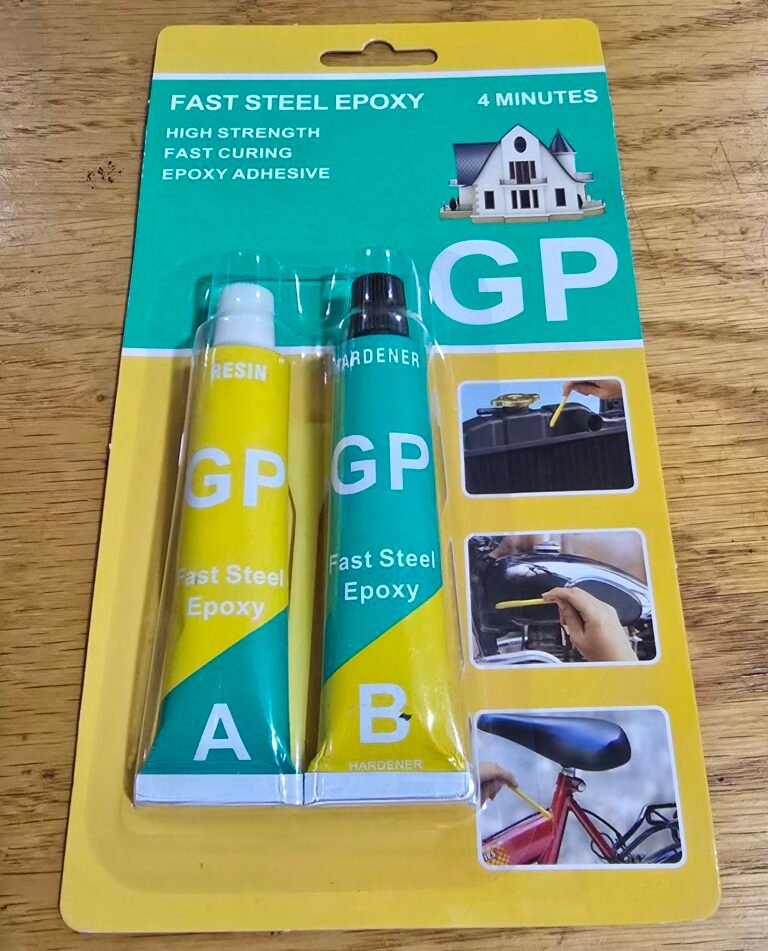 FAST STEEL EPOXY
4 MINUTES
HIGH STRENGTH
FAST CURING
EPOXY ADHESIVE
GP
RESIN
GP
Fast Steel
Epoxy
A
HARDENER
GP
Fast Steel
Epoxy
B
HARDENER